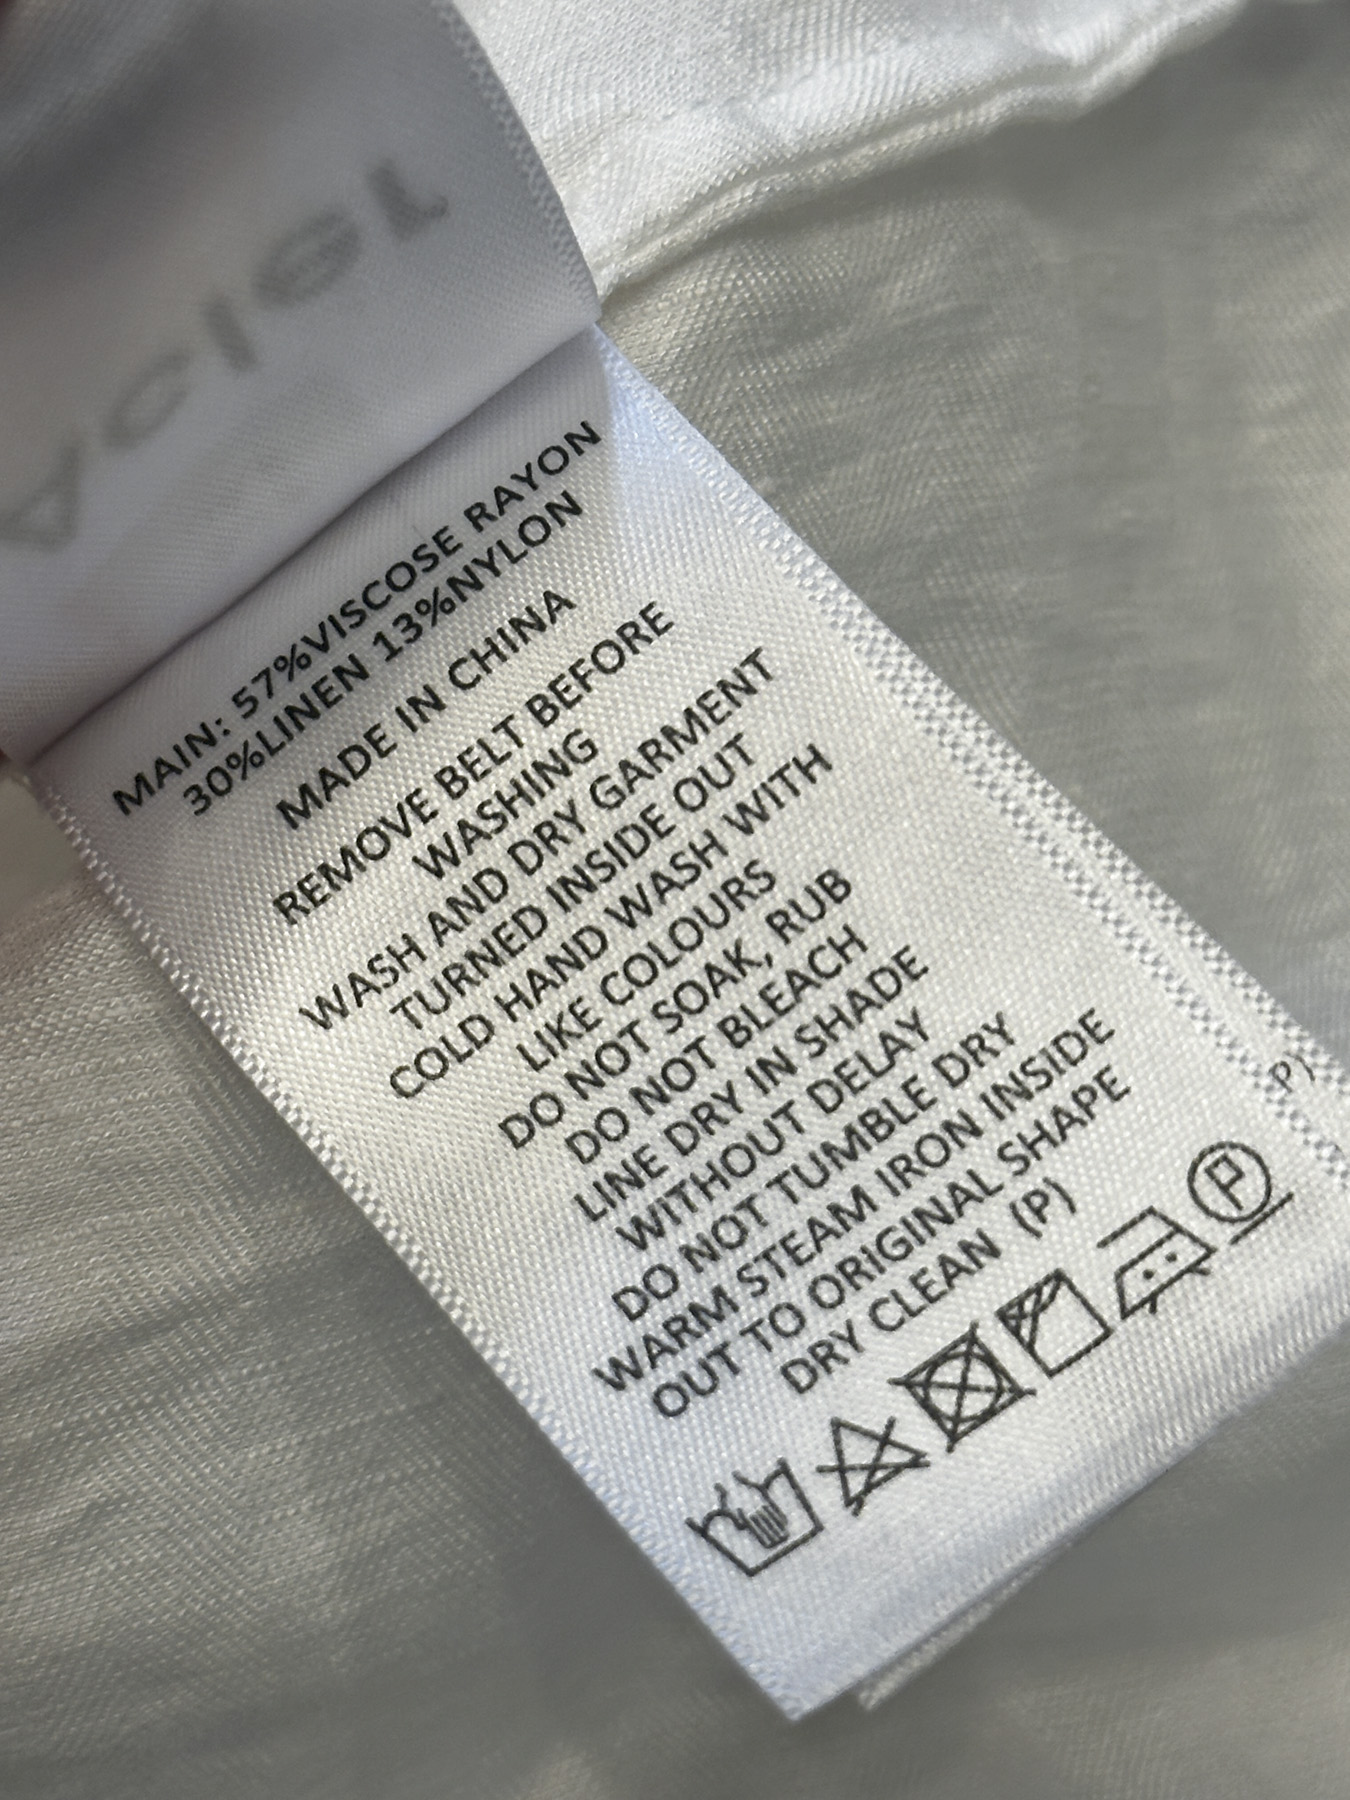 MAIN: 57%VISCOSE RAYON
30%LINEN 13%NYLON
MADE IN CHINA
REMOVE BELT BEFORE
WASHING
WASH AND DRY GARMENT
TURNED INSIDE OUT
COLD HAND WASH WITH
LIKE COLOURS
DO NOT SOAK, RUB
DO NOT BLEACH
LINE DRY IN SHADE
WITHOUT DELAY
DO NOT TUMBLE DRY
WARM STEAM IRON INSIDE
OUT TO ORIGINAL SHAPE
DRY CLEAN (P)
P
P)